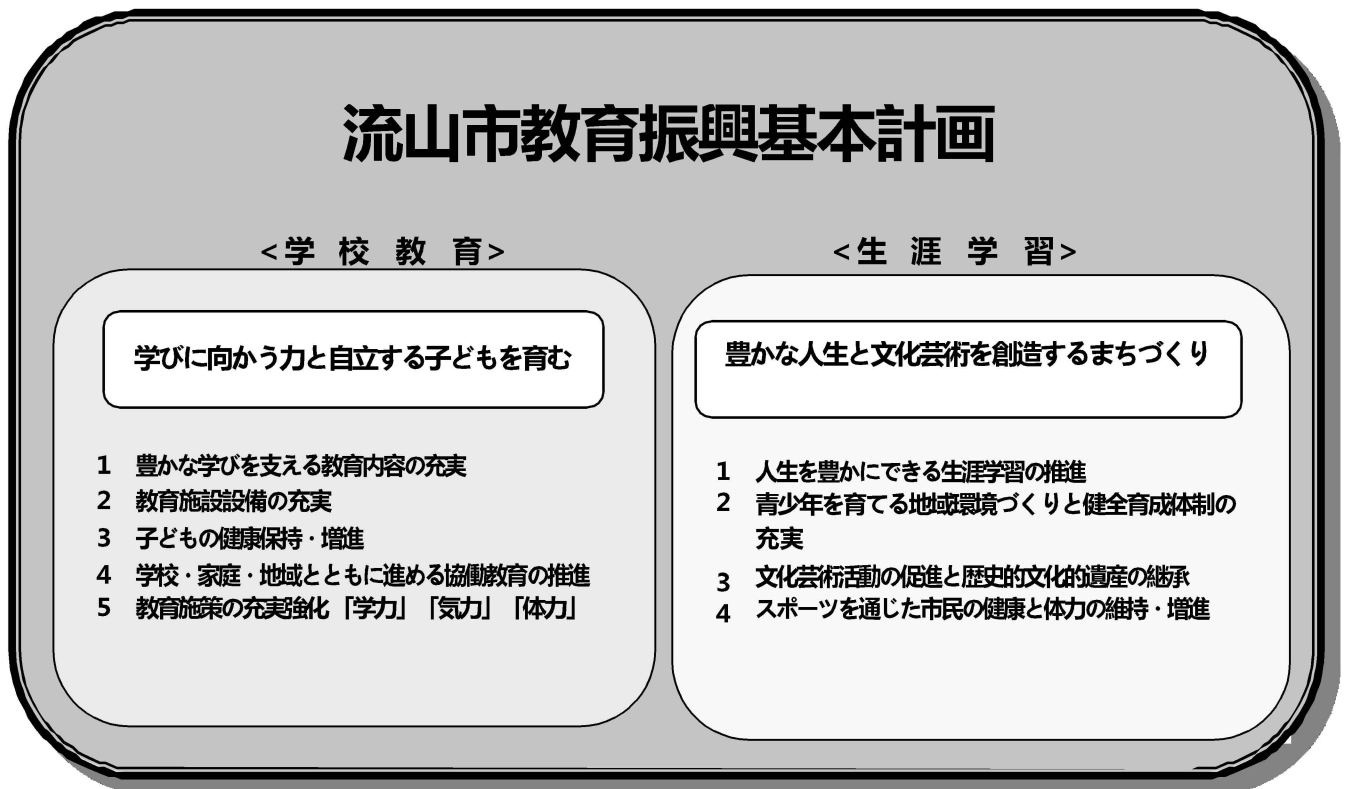 流山市教育振興基本計画
<学 校 教 育>
学びに向かう力と自立する子どもを育む
1 豊かな学びを支える教育内容の充実
2 教育施設設備の充実
3 子どもの健康保持・増進
4 学校・家庭・地域とともに進める協働教育の推進
5 教育施策の充実強化「学力」「気力」「体力」
<生 涯 学 習>
豊かな人生と文化芸術を創造するまちづくり
1 人生を豊かにできる生涯学習の推進
2 青少年を育てる地域環境づくりと健全育成体制の
充実
3 文化芸術活動の促進と歴史的文化的遺産の継承
4 スポーツを通じた市民の健康と体力の維持・増進